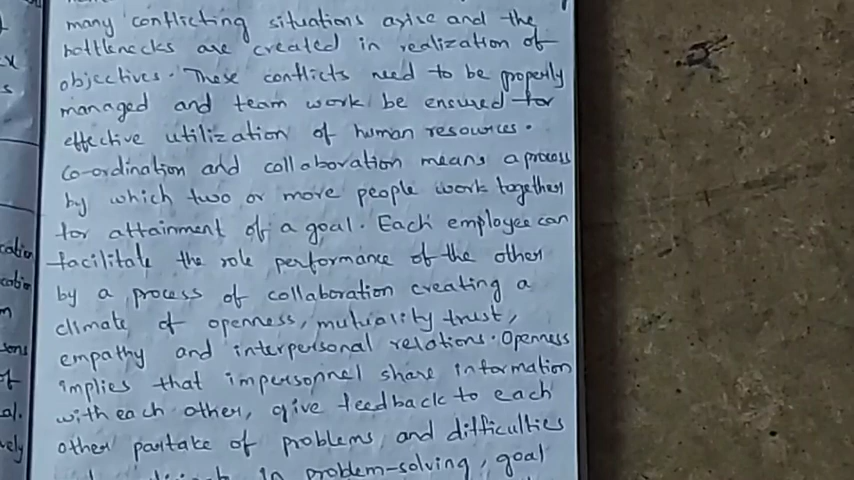 many conflicting situations arise and the
bottlenecks are created in realization of
objectives. These conflicts need to be properly
managed and team work be ensured for
effective utilization of human resources.
Co-ordination and collaboration means a process
by which two or more people work together
for attainment of a goal. Each employee can
facilitate the role performance of the other
by a process of collaboration creating a
climate of openness, mutuality trust,
empathy and interpersonal relations. Openness
implies that impersonnel share information
with each other, give feedback to each
other partake of problems and difficulties
in problem-solving, goal